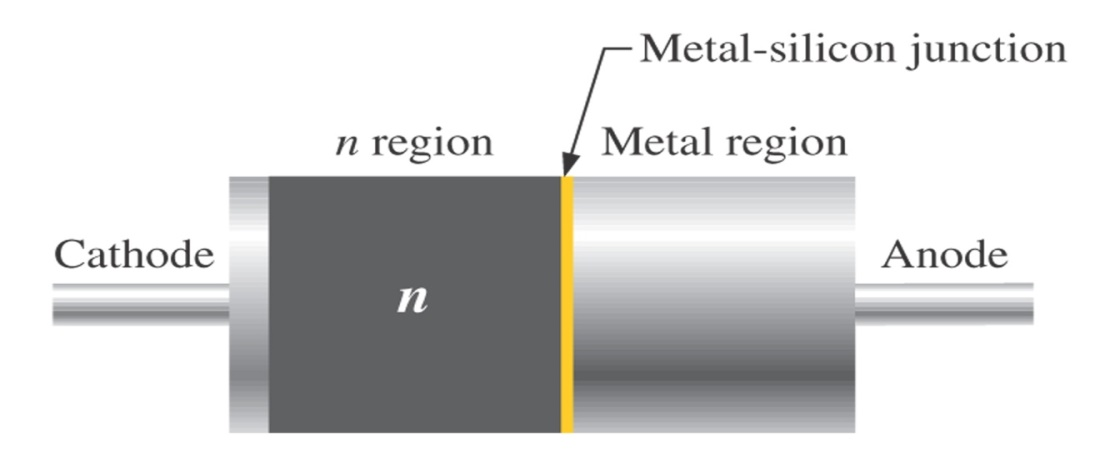 Metal-silicon junction
n region
Metal region
Cathode
n
Anode